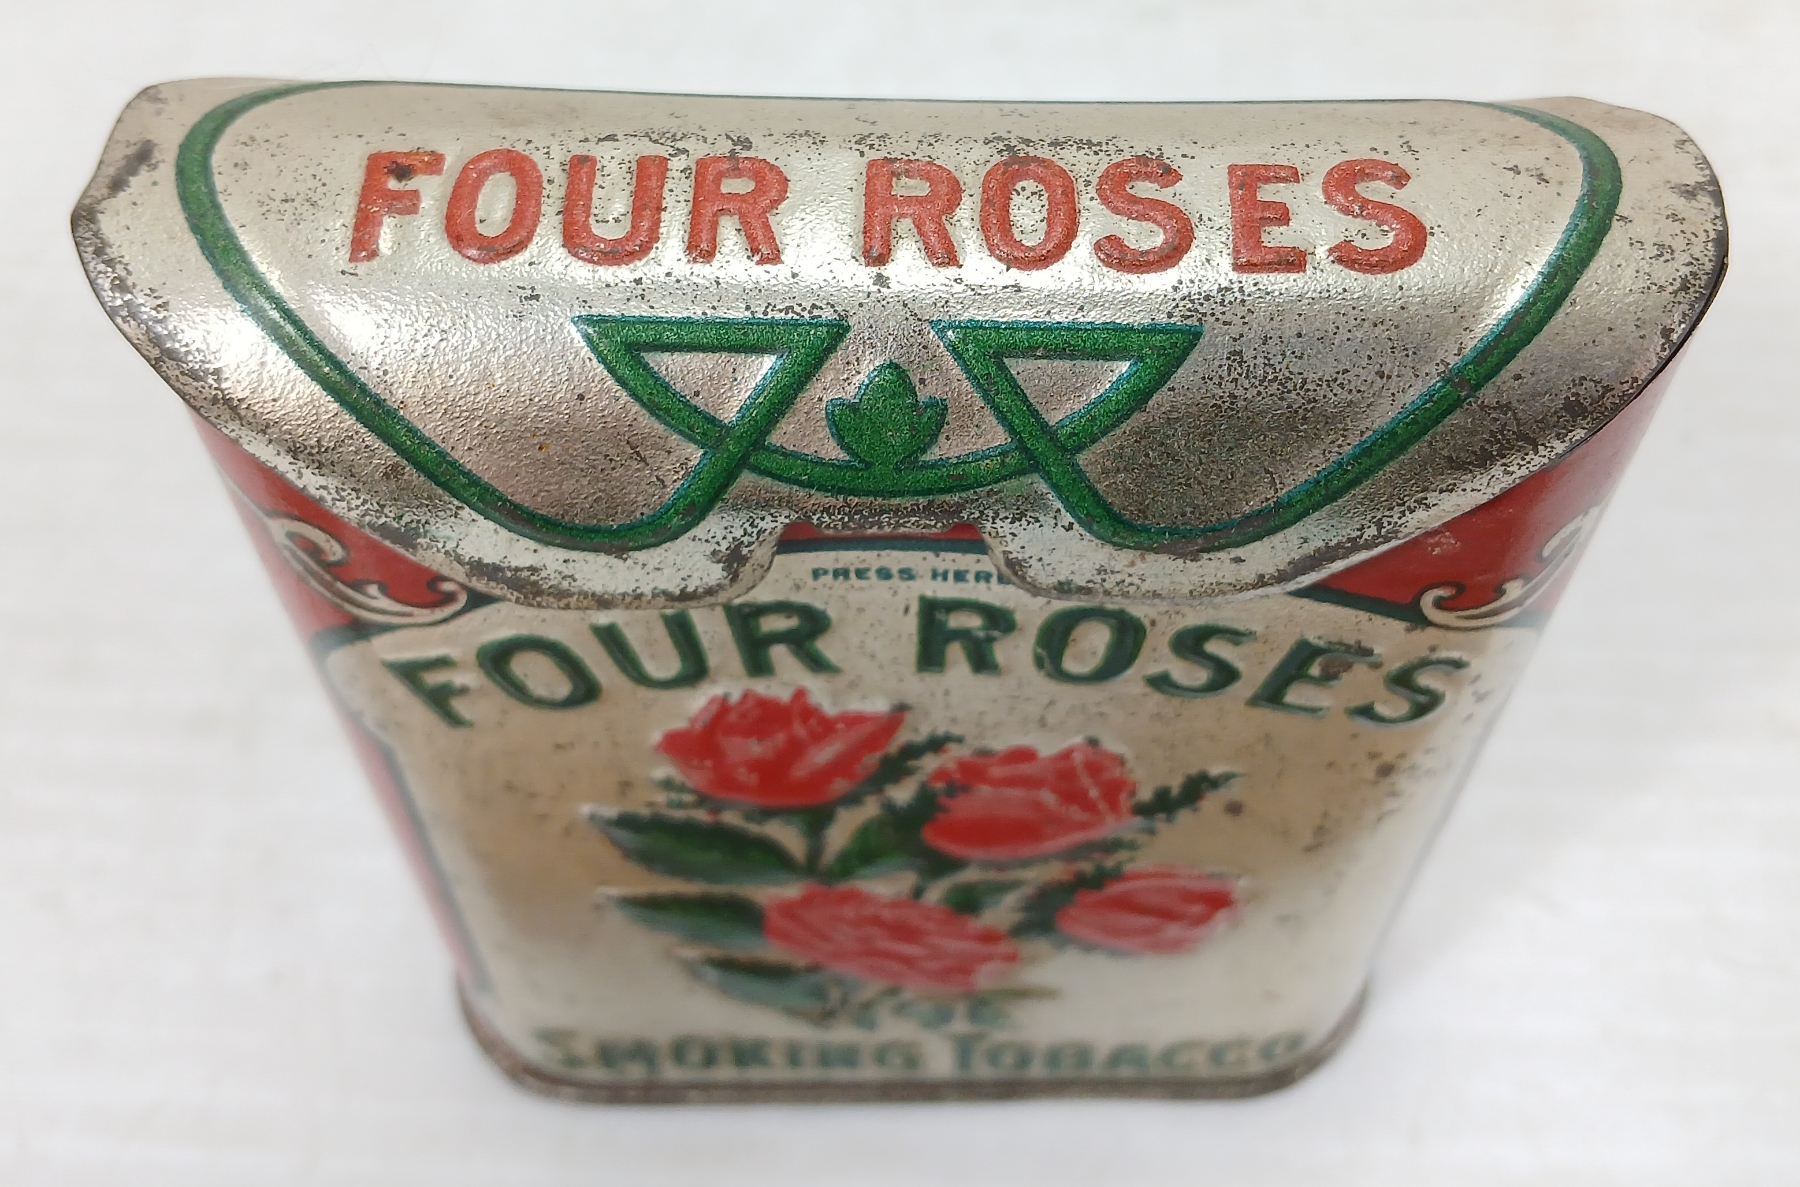 FOUR ROSES
PRESS HERE
FOUR ROSES
SMOKING TOBACCO